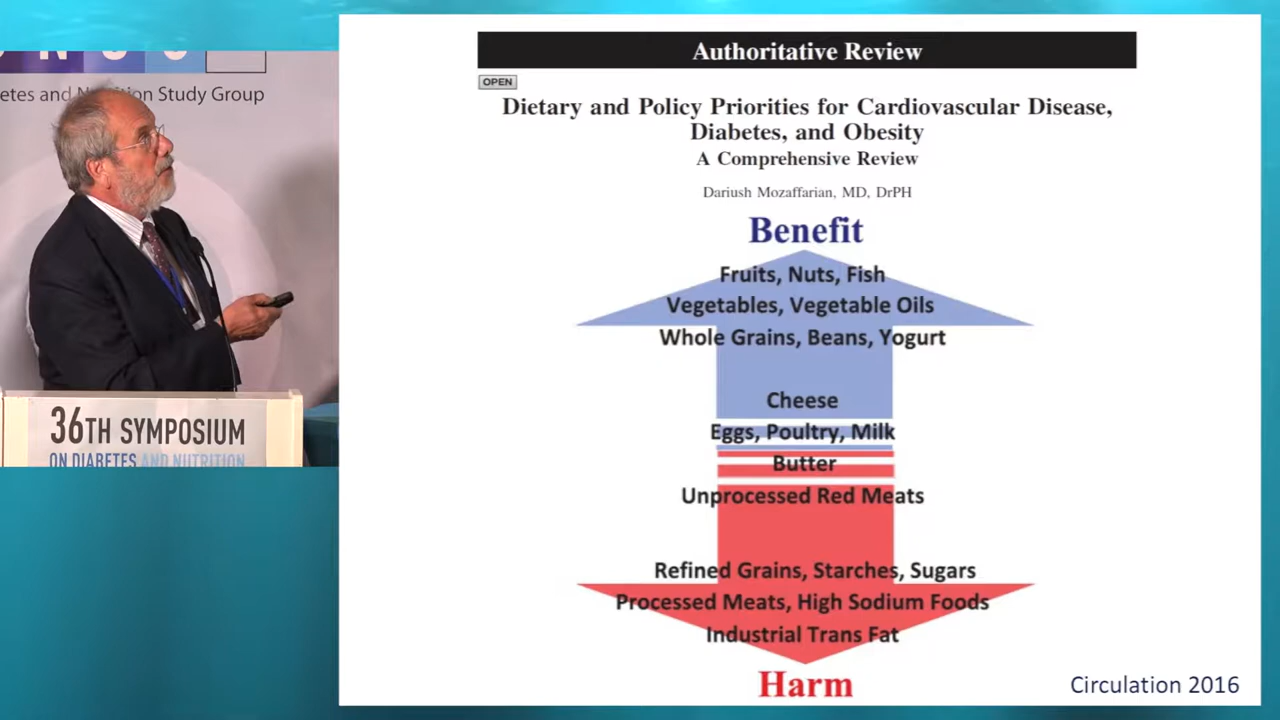 etes and Nutrition Study Group
36TH SYMPOSIUM
ON DIABETES AND NUTRITION
Authoritative Review
OPEN
Dietary and Policy Priorities for Cardiovascular Disease,
Diabetes, and Obesity
A Comprehensive Review
Dariush Mozaffarian, MD, DrPH
Benefit
Fruits, Nuts, Fish
Vegetables, Vegetable Oils
Whole Grains, Beans, Yogurt
Cheese
Eggs, Poultry, Milk
Butter
Unprocessed Red Meats
Refined Grains, Starches, Sugars
Processed Meats, High Sodium Foods
Industrial Trans Fat
Harm
Circulation 2016